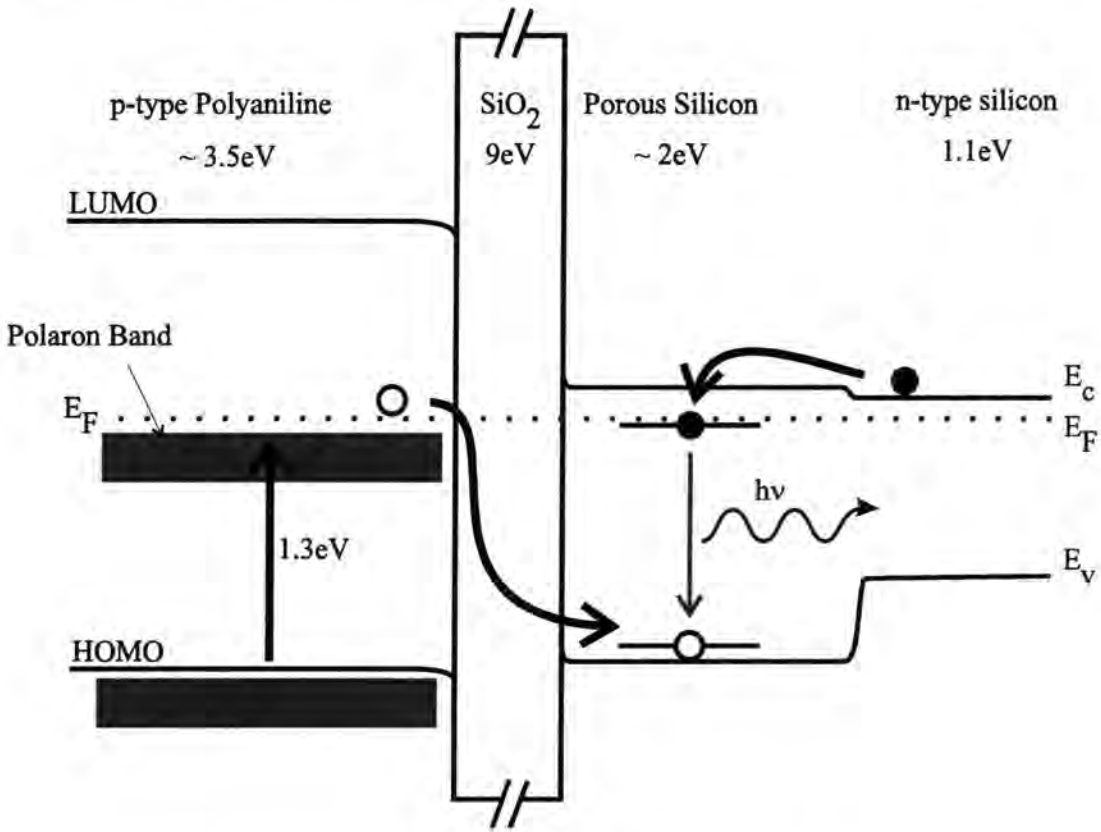 p-type Polyaniline
~ 3.5eV
SiO2
9eV
Porous Silicon
~ 2eV
n-type silicon
1.1eV
LUMO
Polaron Band
EF
Ec
EF
hν
1.3eV
Ev
HOMO